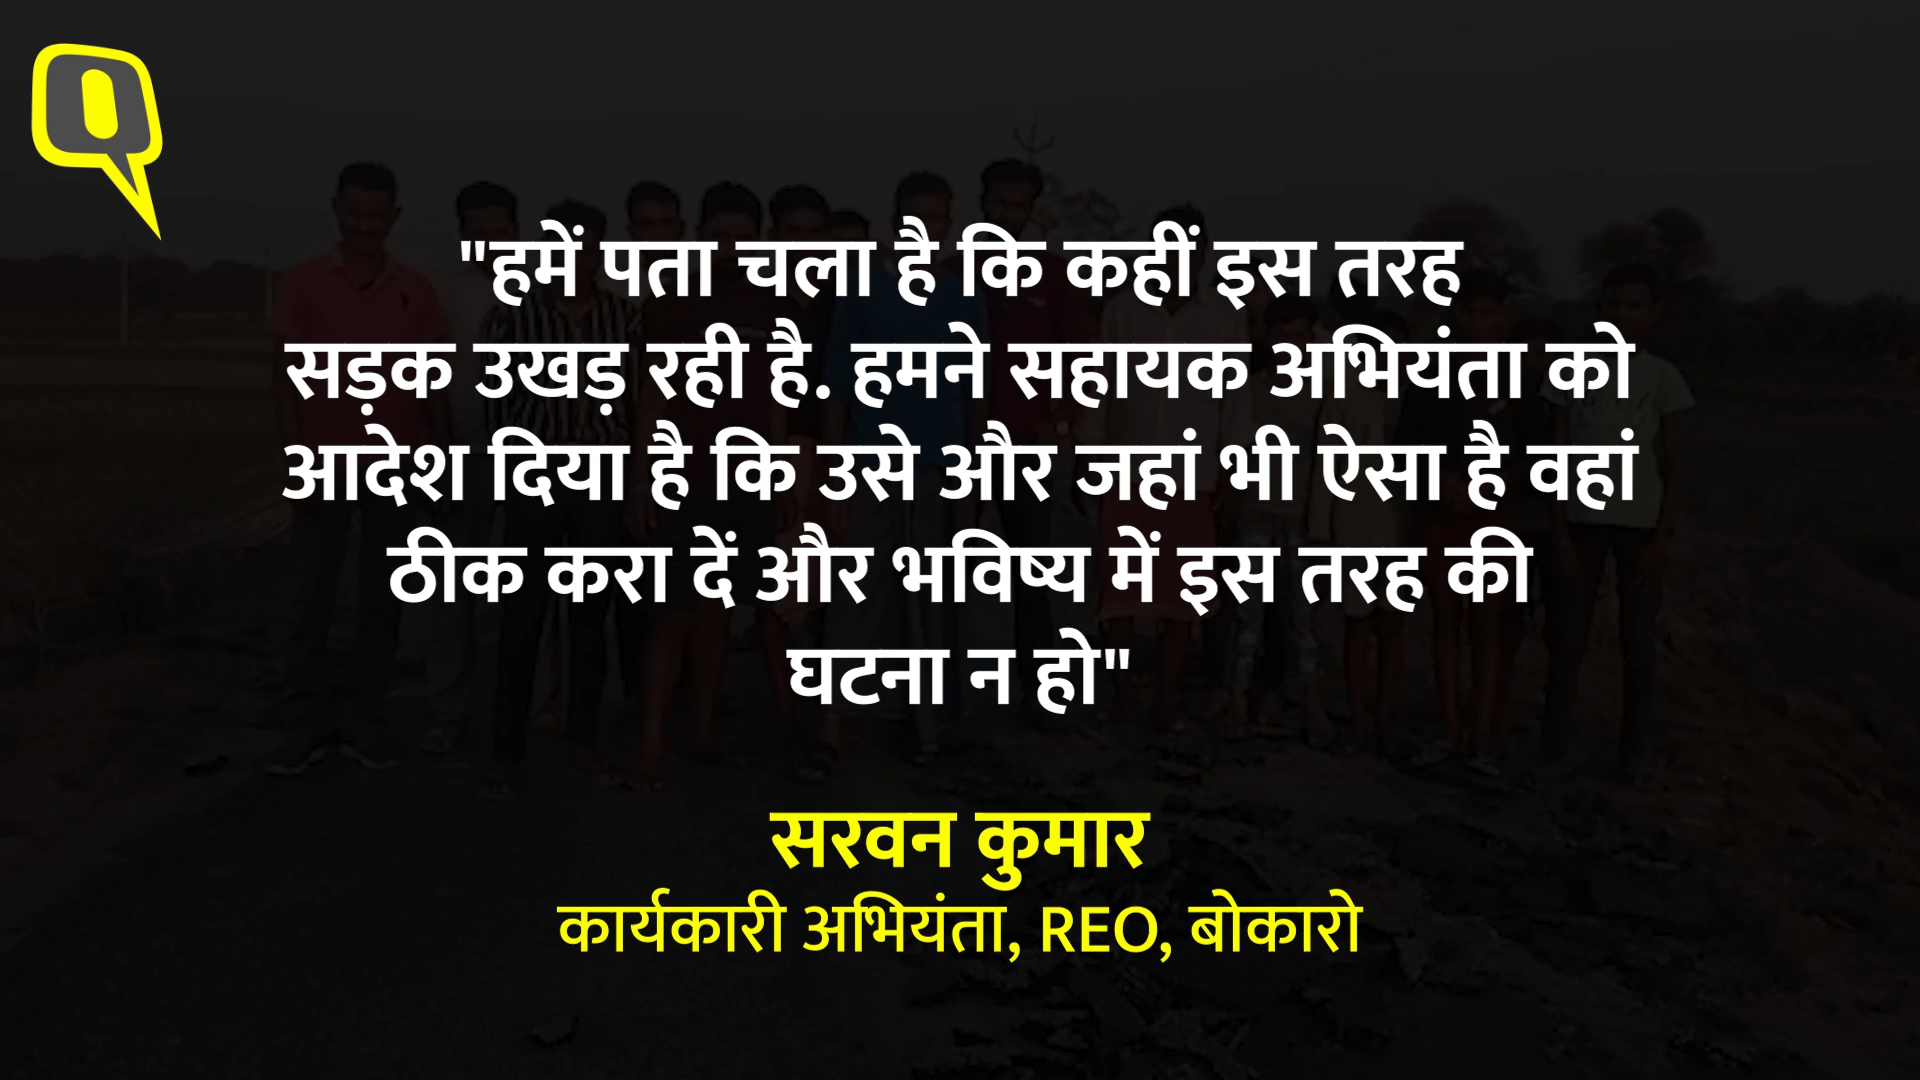 "हमें पता चला है कि कहीं इस तरह
सड़क उखड़ रही है. हमने सहायक अभियंता को
आदेश दिया है कि उसे और जहां भी ऐसा है वहां
ठीक करा दें और भविष्य में इस तरह की
घटना न हो"
सरवन कुमार
कार्यकारी अभियंता, REO, बोकारो